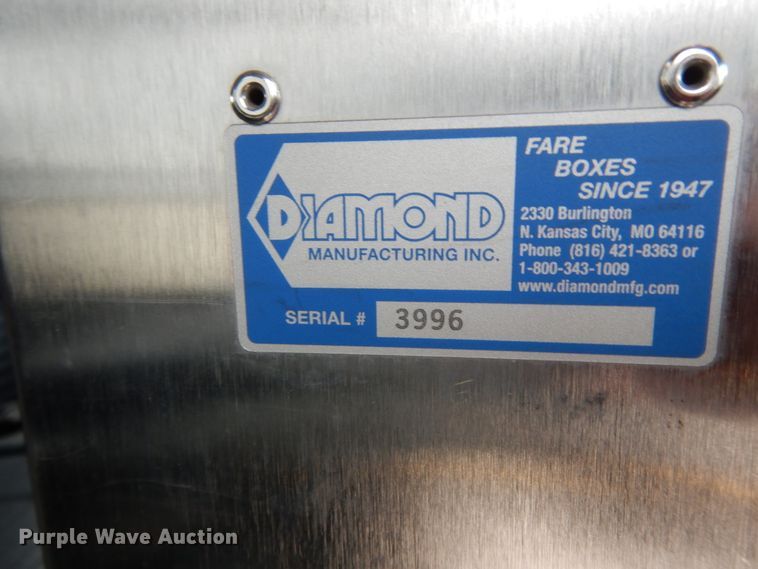 DIAMOND
MANUFACTURING INC.
FARE
BOXES
SINCE 1947
2330 Burlington
N. Kansas City, MO 64116
Phone (816) 421-8363 or
1-800-343-1009
www.diamondmfg.com
SERIAL # 3996
Purple Wave Auction